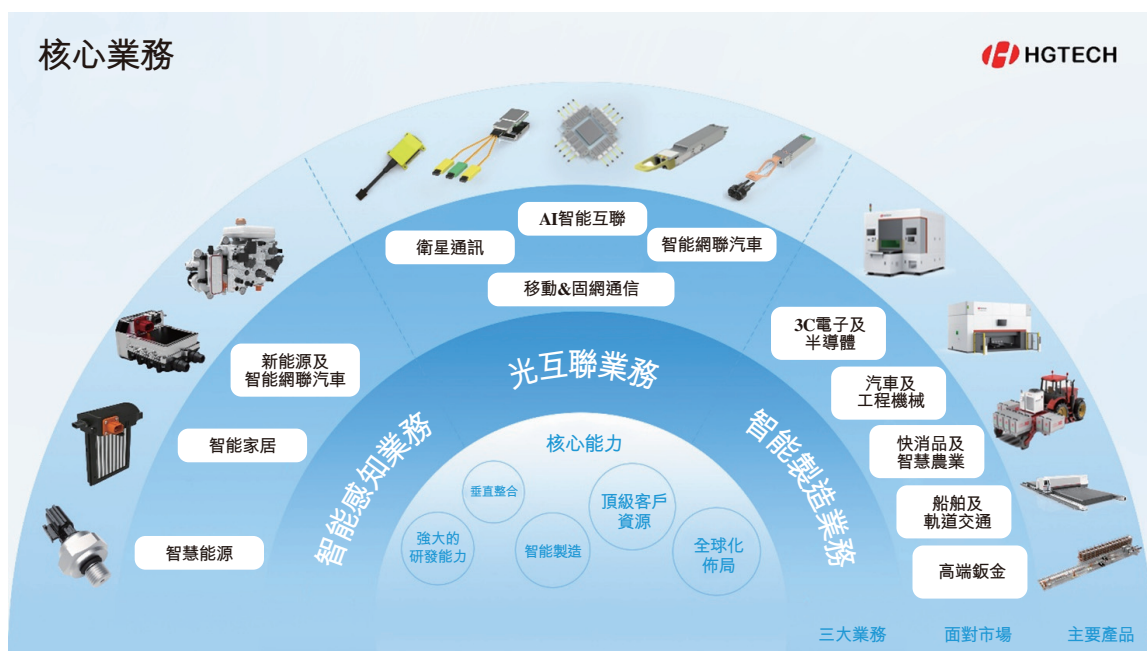 核心業務
HGTECH
AI智能互聯
衛星通訊
智能網聯汽車
移動&固網通信
3C電子及
半導體
新能源及
智能網聯汽車
光互聯業務
汽車及
工程機械
智能家居
智能感知業務
核心能力
智能製造業務
快消品及
智慧農業
垂直整合
頂級客戶
資源
船舶及
軌道交通
強大的
研發能力
智能製造
全球化
佈局
智慧能源
高端鈑金
三大業務
面對市場
主要產品